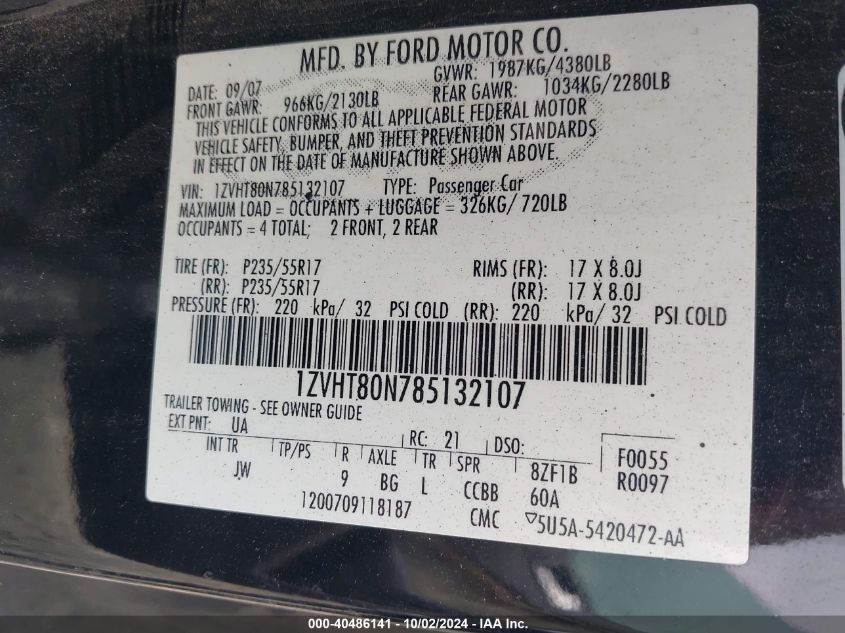 MFD. BY FORD MOTOR CO.
DATE: 09/07 GVWR: 1987KG/4380LB
FRONT GAWR: 966KG/2130LB REAR GAWR: 1034KG/2280LB
THIS VEHICLE CONFORMS TO ALL APPLICABLE FEDERAL MOTOR
VEHICLE SAFETY, BUMPER, AND THEFT PREVENTION STANDARDS
IN EFFECT ON THE DATE OF MANUFACTURE SHOWN ABOVE.
VIN: 1ZVHT80N785132107 TYPE: Passenger Car
MAXIMUM LOAD = OCCUPANTS + LUGGAGE = 326KG/ 720LB
OCCUPANTS = 4 TOTAL; 2 FRONT, 2 REAR
TIRE (FR): P235/55R17 RIMS (FR): 17 X 8.0J
(RR): P235/55R17 (RR): 17 X 8.0J
PRESSURE (FR): 220 kPa/ 32 PSI COLD (RR): 220 kPa/ 32 PSI COLD
1ZVHT80N785132107
TRAILER TOWING - SEE OWNER GUIDE
EXT PNT: UA RC: 21 DSO: F0055
INT TR TP/PS R AXLE TR SPR 8ZF1B R0097
JW 9 BG L CCBB 60A
1200709118187 CMC ▽5U5A-5420472-AA
000-40486141 - 10/02/2024 - IAA Inc.